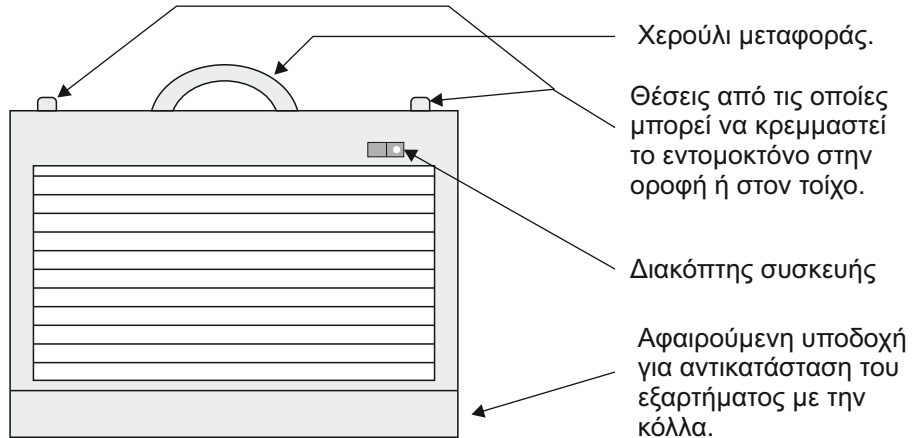 Χερούλι μεταφοράς.
Θέσεις από τις οποίες
μπορεί να κρεμμαστεί
το εντομοκτόνο στην
οροφή ή στον τοίχο.
Διακόπτης συσκευής
Αφαιρούμενη υποδοχή
για αντικατάσταση του
εξαρτήματος με την
κόλλα.